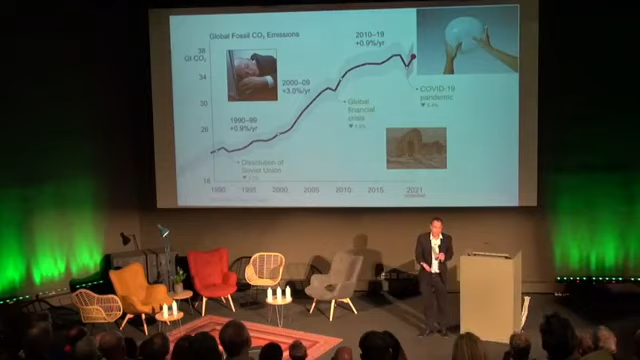 Global Fossil CO₂ Emissions
38
Gt CO₂
34
30
26
18
1990–99
+0.9%/yr
2000–09
+3.0%/yr
2010–19
+0.9%/yr
Dissolution of
Soviet Union
Global
financial
crisis
COVID-19
pandemic
1990
1995
2000
2005
2010
2015
2021